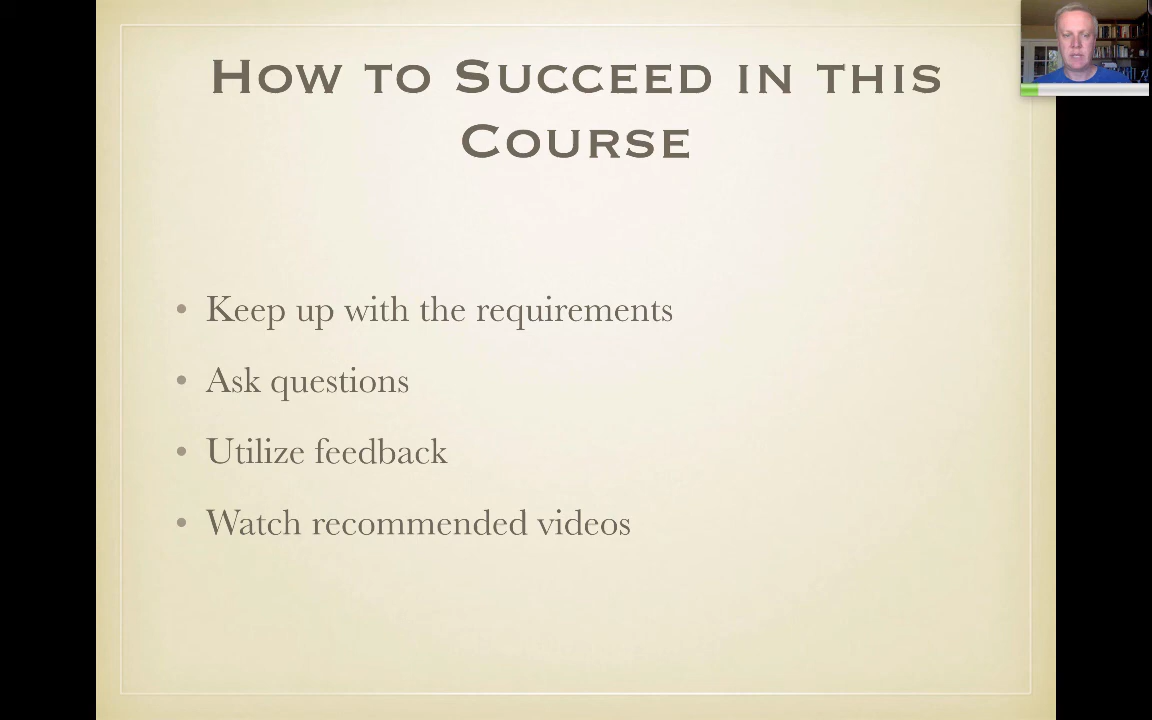 How to Succeed in this
Course
• Keep up with the requirements
• Ask questions
• Utilize feedback
• Watch recommended videos